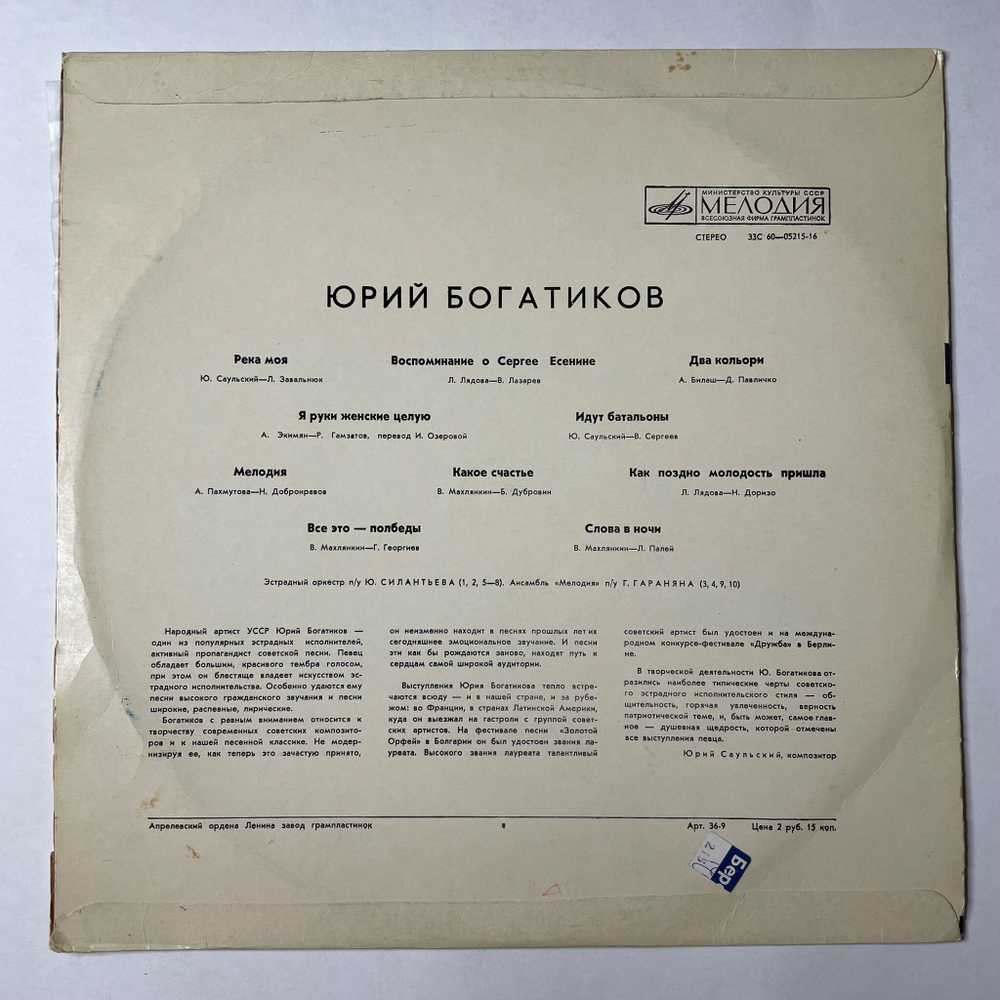 МИНИСТЕРСТВО КУЛЬТУРЫ СССР
МЕЛОДИЯ
ВСЕСОЮЗНАЯ ФИРМА ГРАМПЛАСТИНОК
СТЕРЕО 33С 60—05215-16
ЮРИЙ БОГАТИКОВ
Река моя Воспоминание о Сергее Есенине Два кольори
Ю. Саульский—Л. Завальнюк Л. Лядова—В. Лазарев А. Билаш—Д. Павличко
Я руки женские целую Идут батальоны
А. Экимян—Р. Гамзатов, перевод И. Озеровой Ю. Саульский—В. Сергеев
Мелодия Какое счастье Как поздно молодость пришла
А. Пахмутова—Н. Добронравов В. Махлянкин—Б. Дубровин Л. Лядова—Н. Доризо
Все это — полбеды Слова в ночи
В. Махлянкин—Г. Георгиев В. Махлянкин—Л. Палей
Эстрадный оркестр п/у Ю. СИЛАНТЬЕВА (1, 2, 5—8). Ансамбль «Мелодия» п/у Г. ГАРАНЯНА (3, 4, 9, 10)
Народный артист УССР Юрий Богатиков —
один из популярных эстрадных исполнителей,
активный пропагандист советской песни. Певец
обладает большим, красивого тембра голосом,
при этом он блестяще владеет искусством эс-
традного исполнительства. Особенно удаются ему
песни высокого гражданского звучания и песни
широкие, распевные, лирические.
Богатиков с равным вниманием относится к
творчеству современных советских композито-
ров и к нашей песенной классике. Не модер-
низируя ее, как теперь это зачастую принято,
он неизменно находит в песнях прошлых лет их
сегодняшнее эмоциональное звучание. И песни
эти как бы рождаются заново, находят путь к
сердцам самой широкой аудитории.
Выступления Юрия Богатикова тепло встре-
чаются всюду — и в нашей стране, и за рубе-
жом: во Франции, в странах Латинской Америки,
куда он выезжал на гастроли с группой совет-
ских артистов. На фестивале песни «Золотой
Орфей» в Болгарии он был удостоен звания ла-
уреата. Высокого звания лауреата талантливый
советский артист был удостоен и на междуна-
родном конкурсе-фестивале «Дружба» в Берли-
не.
В творческой деятельности Ю. Богатикова от-
разились наиболее типические черты советско-
го эстрадного исполнительского стиля — об-
щительность, горячая увлеченность, верность
патриотической теме, и, быть может, самое глав-
ное — душевная щедрость, которой отмечены
все выступления певца.
Юрий Саульский, композитор
Апрелевский ордена Ленина завод грампластинок Арт. 36-9 Цена 2 руб. 15 коп.
Бер